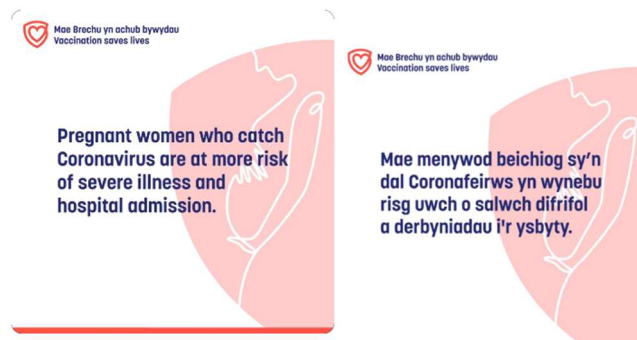 Mae Brechu yn achub bywydau
Vaccination saves lives
Pregnant women who catch
Coronavirus are at more risk
of severe illness and
hospital admission.
Mae Brechu yn achub bywydau
Vaccination saves lives
Mae menywod beichiog sy'n
dal Coronafeirws yn wynebu
risg uwch o salwch difrifol
a derbyniadau i'r ysbyty.